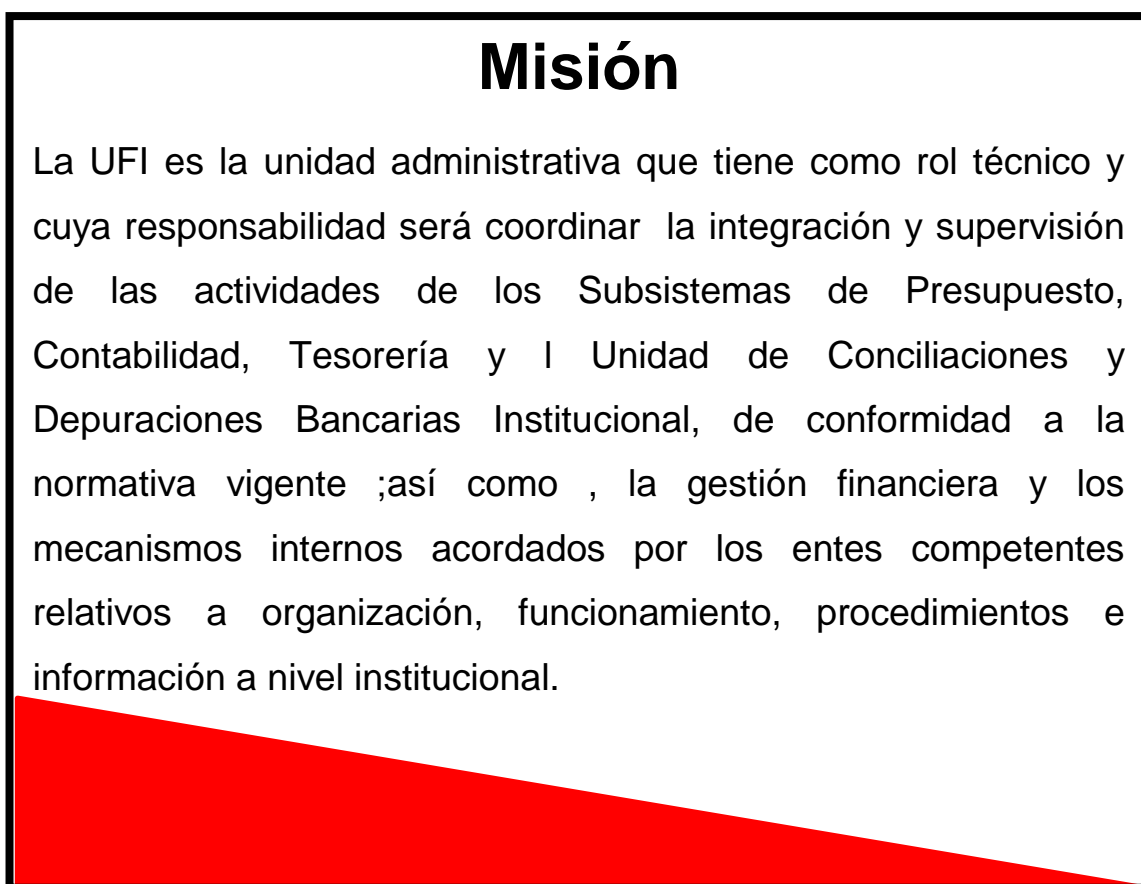 Misión
La UFI es la unidad administrativa que tiene como rol técnico y
cuya responsabilidad será coordinar  la integración y supervisión
de las actividades de los Subsistemas de Presupuesto,
Contabilidad, Tesorería y l Unidad de Conciliaciones y
Depuraciones Bancarias Institucional, de conformidad a la
normativa vigente ;así como , la gestión financiera y los
mecanismos internos acordados por los entes competentes
relativos a organización, funcionamiento, procedimientos e
información a nivel institucional.